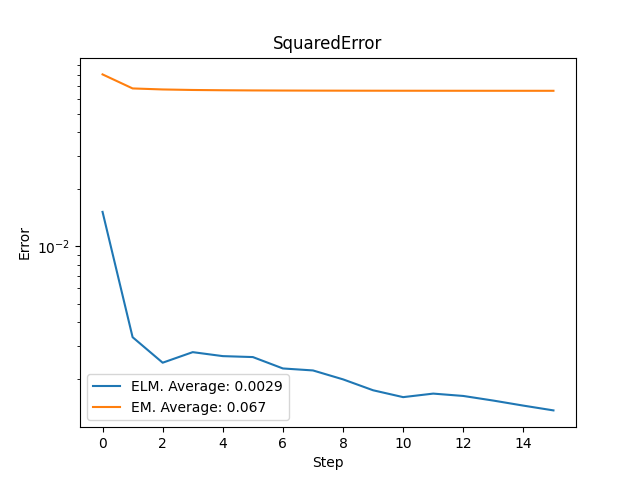 SquaredError
Error
10⁻²
ELM. Average: 0.0029
EM. Average: 0.067
0 2 4 6 8 10 12 14
Step